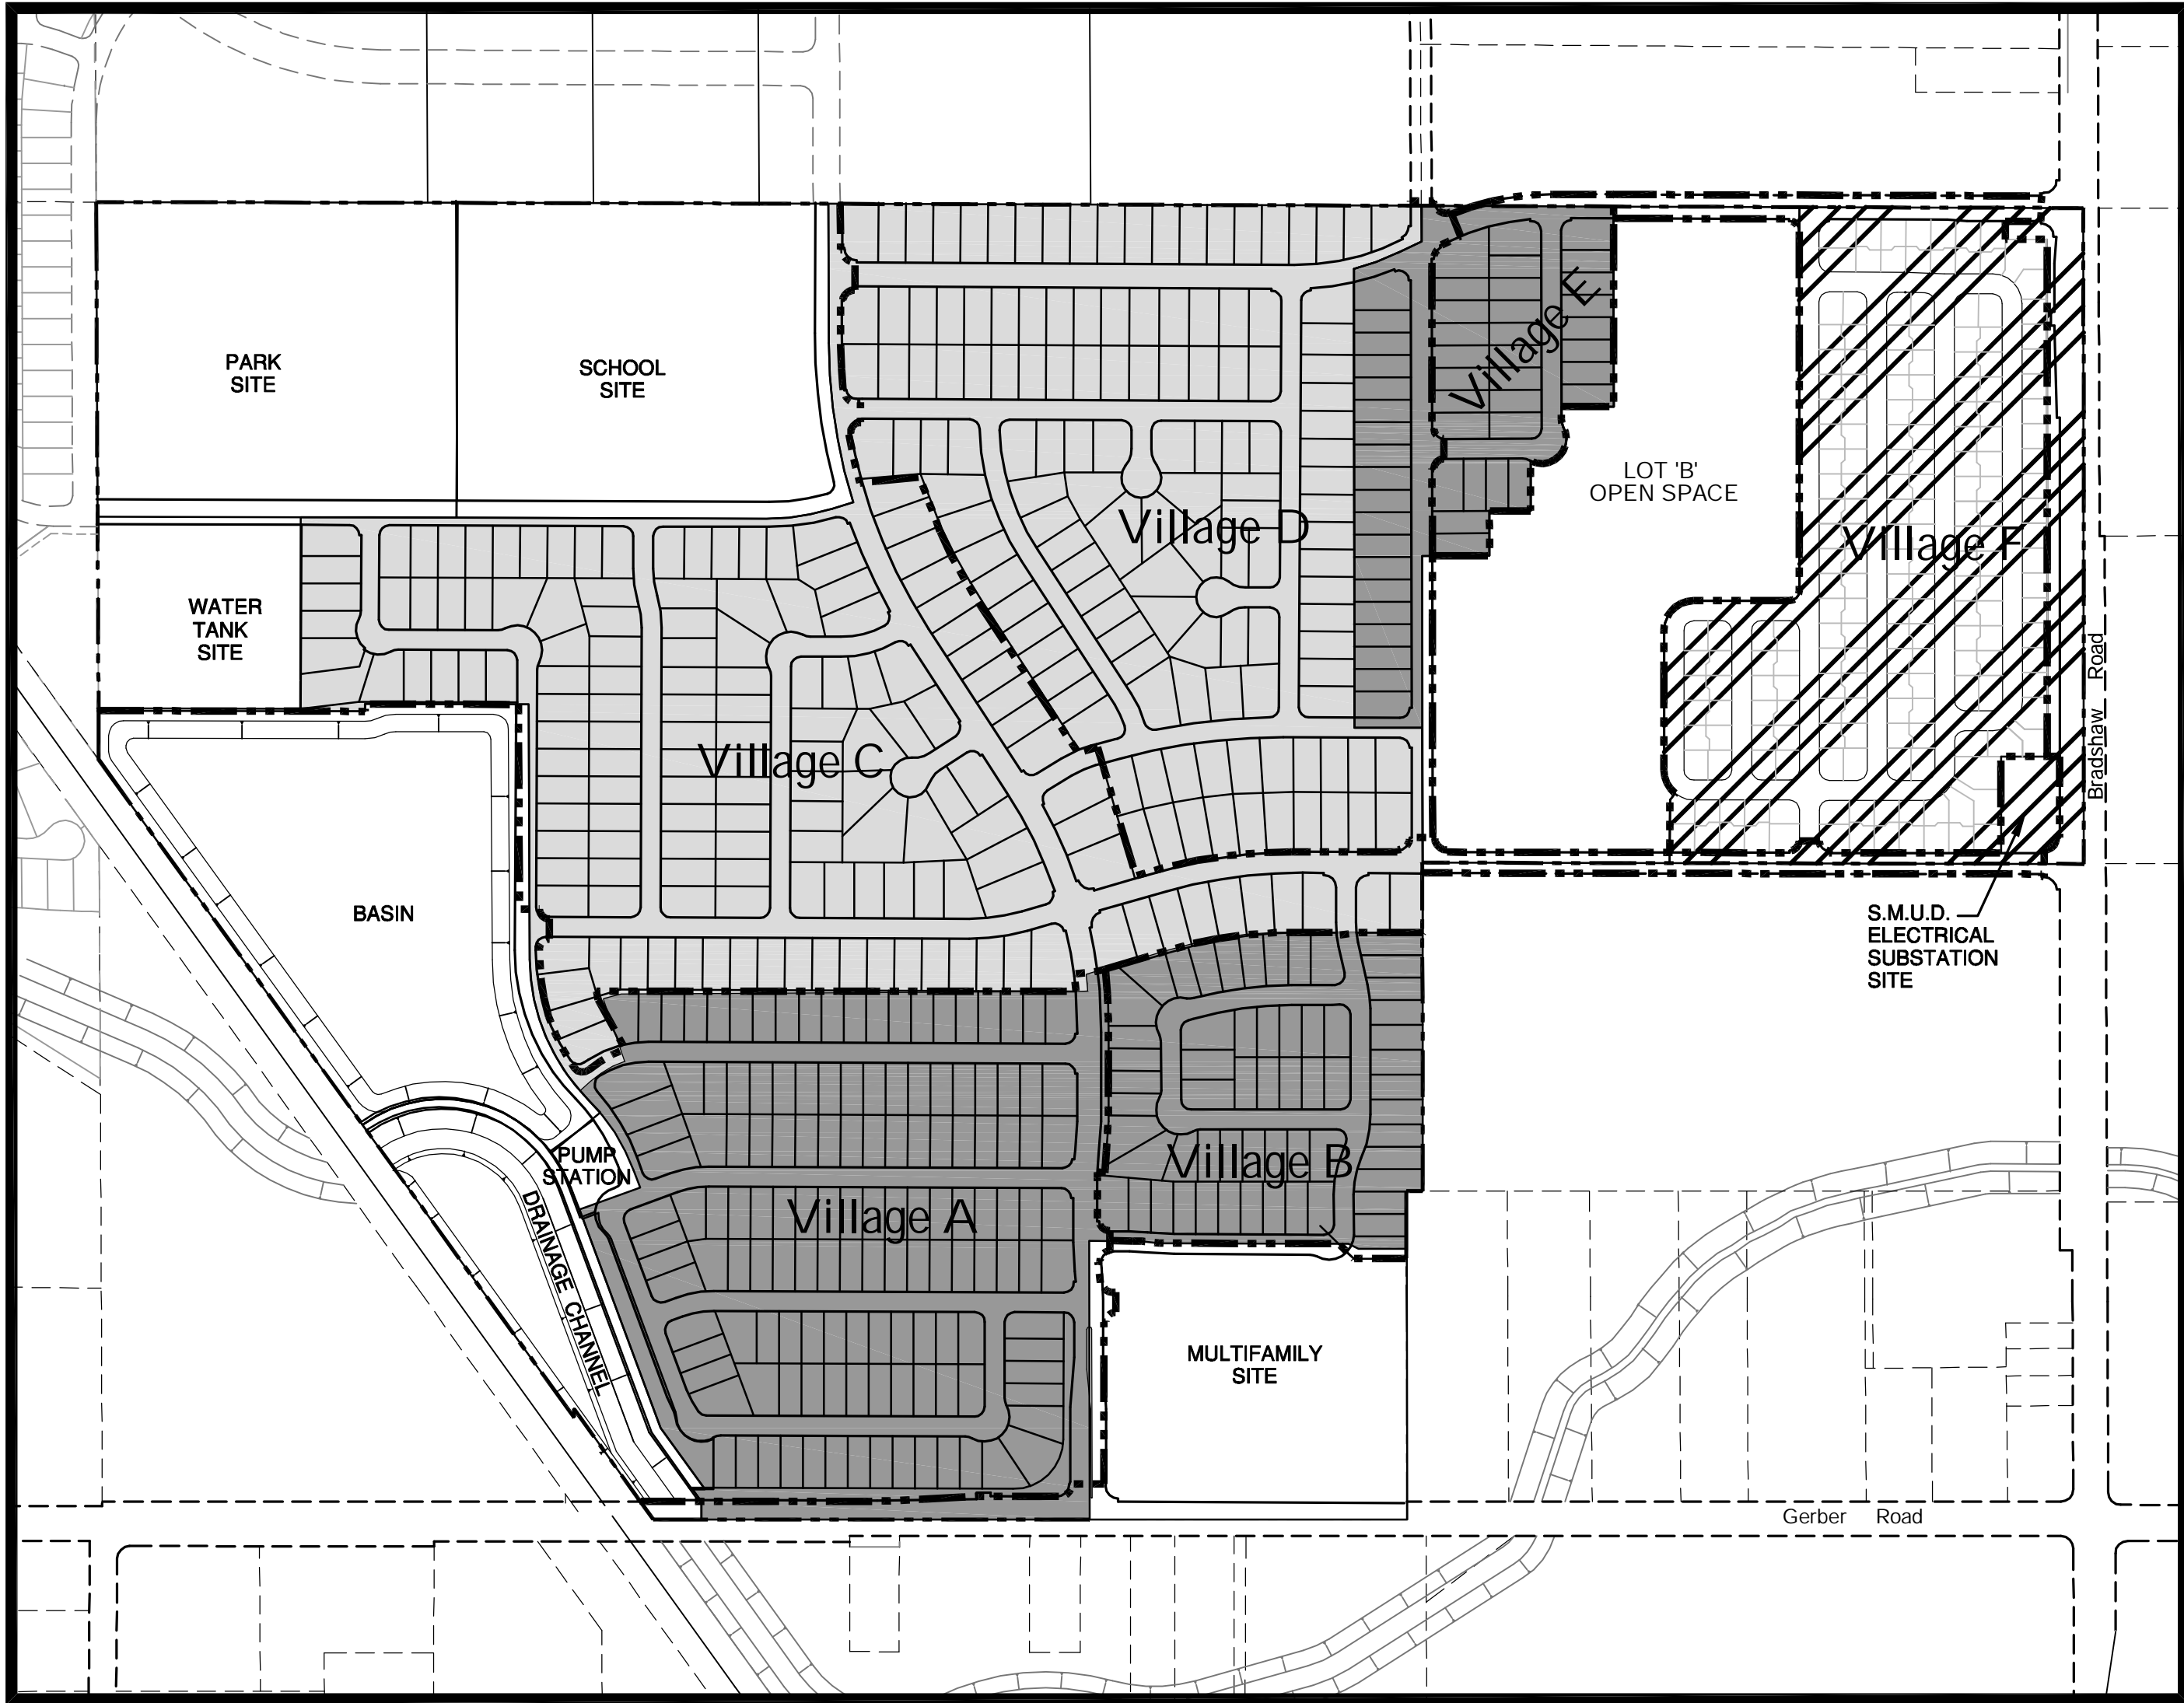 Village E
PARK
SITE
SCHOOL
SITE
LOT 'B'
OPEN SPACE
Village D
Village F
WATER
TANK
SITE
Bradshaw Road
Village C
BASIN
S.M.U.D.
ELECTRICAL
SUBSTATION
SITE
PUMP
STATION
Village B
Village A
DRAINAGE CHANNEL
MULTIFAMILY
SITE
Gerber Road